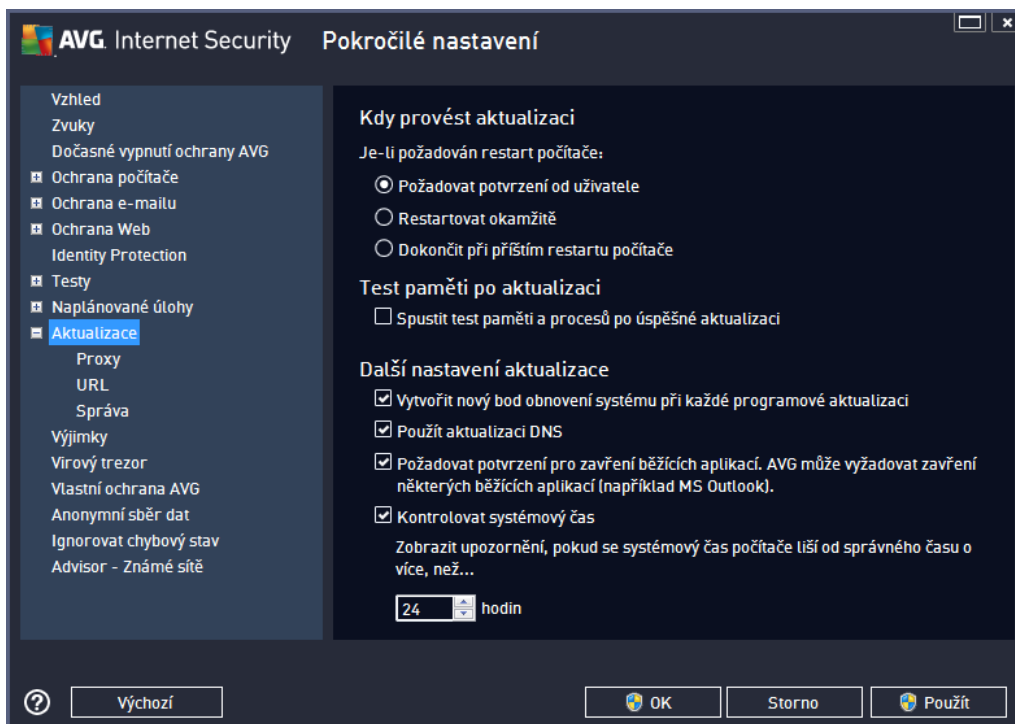 AVG. Internet Security Pokročilé nastavení
Vzhled
Zvuky
Dočasné vypnutí ochrany AVG
Ochrana počítače
Ochrana e-mailu
Ochrana Web
Identity Protection
Testy
Naplánované úlohy
Aktualizace
Proxy
URL
Správa
Výjimky
Virový trezor
Vlastní ochrana AVG
Anonymní sběr dat
Ignorovat chybový stav
Advisor - Známé sítě
Kdy provést aktualizaci
Je-li požadován restart počítače:
Požadovat potvrzení od uživatele
Restartovat okamžitě
Dokončit při příštím restartu počítače
Test paměti po aktualizaci
Spustit test paměti a procesů po úspěšné aktualizaci
Další nastavení aktualizace
Vytvořit nový bod obnovení systému při každé programové aktualizaci
Použít aktualizaci DNS
Požadovat potvrzení pro zavření běžících aplikací. AVG může vyžadovat zavření
některých běžících aplikací (například MS Outlook).
Kontrolovat systémový čas
Zobrazit upozornění, pokud se systémový čas počítače liší od správného času o
více, než...
24 hodin
Výchozí
OK
Storno
Použít